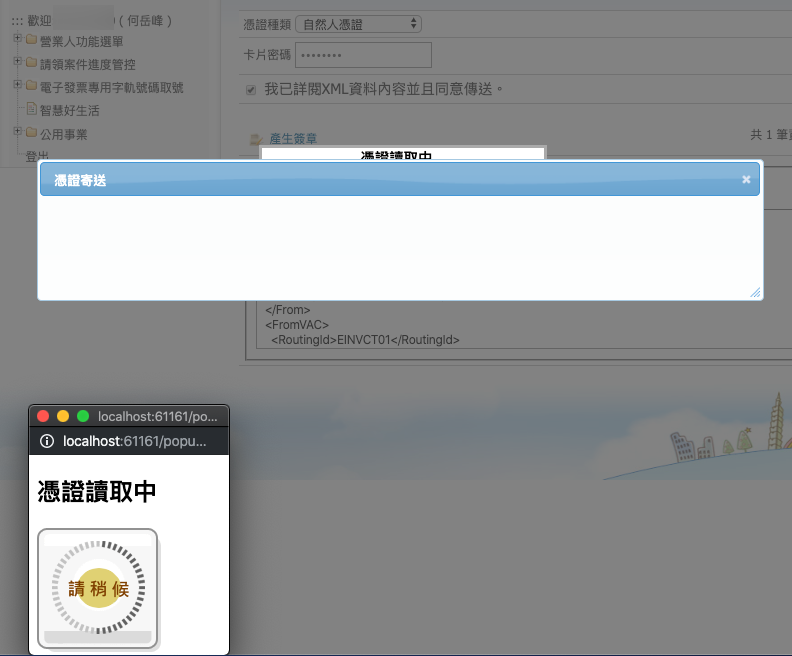 ::: 歡迎 ( 何岳峰 )
營業人功能選單
請領案件進度管控
電子發票專用字軌號碼取號
智慧好生活
公用事業
登出
憑證種類 自然人憑證
卡片密碼 ••••••••
我已詳閱XML資料內容並且同意傳送。
產生簽章
共 1 筆
憑證讀取中
憑證寄送
</From>
<FromVAC>
<RoutingId>EINVCT01</RoutingId>
localhost:61161/po...
localhost:61161/popu...
憑證讀取中
請稍候